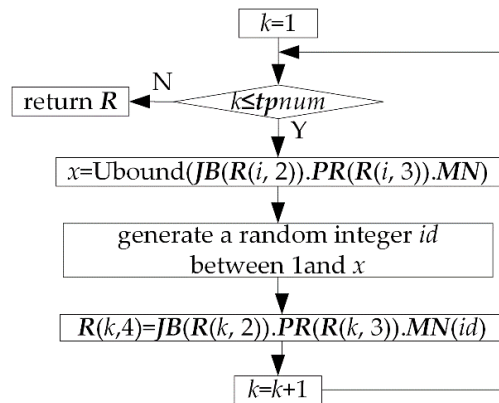 k=1
N
return R
k≤tpnum
Y
x=Ubound(JB(R(i, 2)).PR(R(i, 3)).MN)
generate a random integer id
between 1and x
R(k,4)=JB(R(k, 2)).PR(R(k, 3)).MN(id)
k=k+1